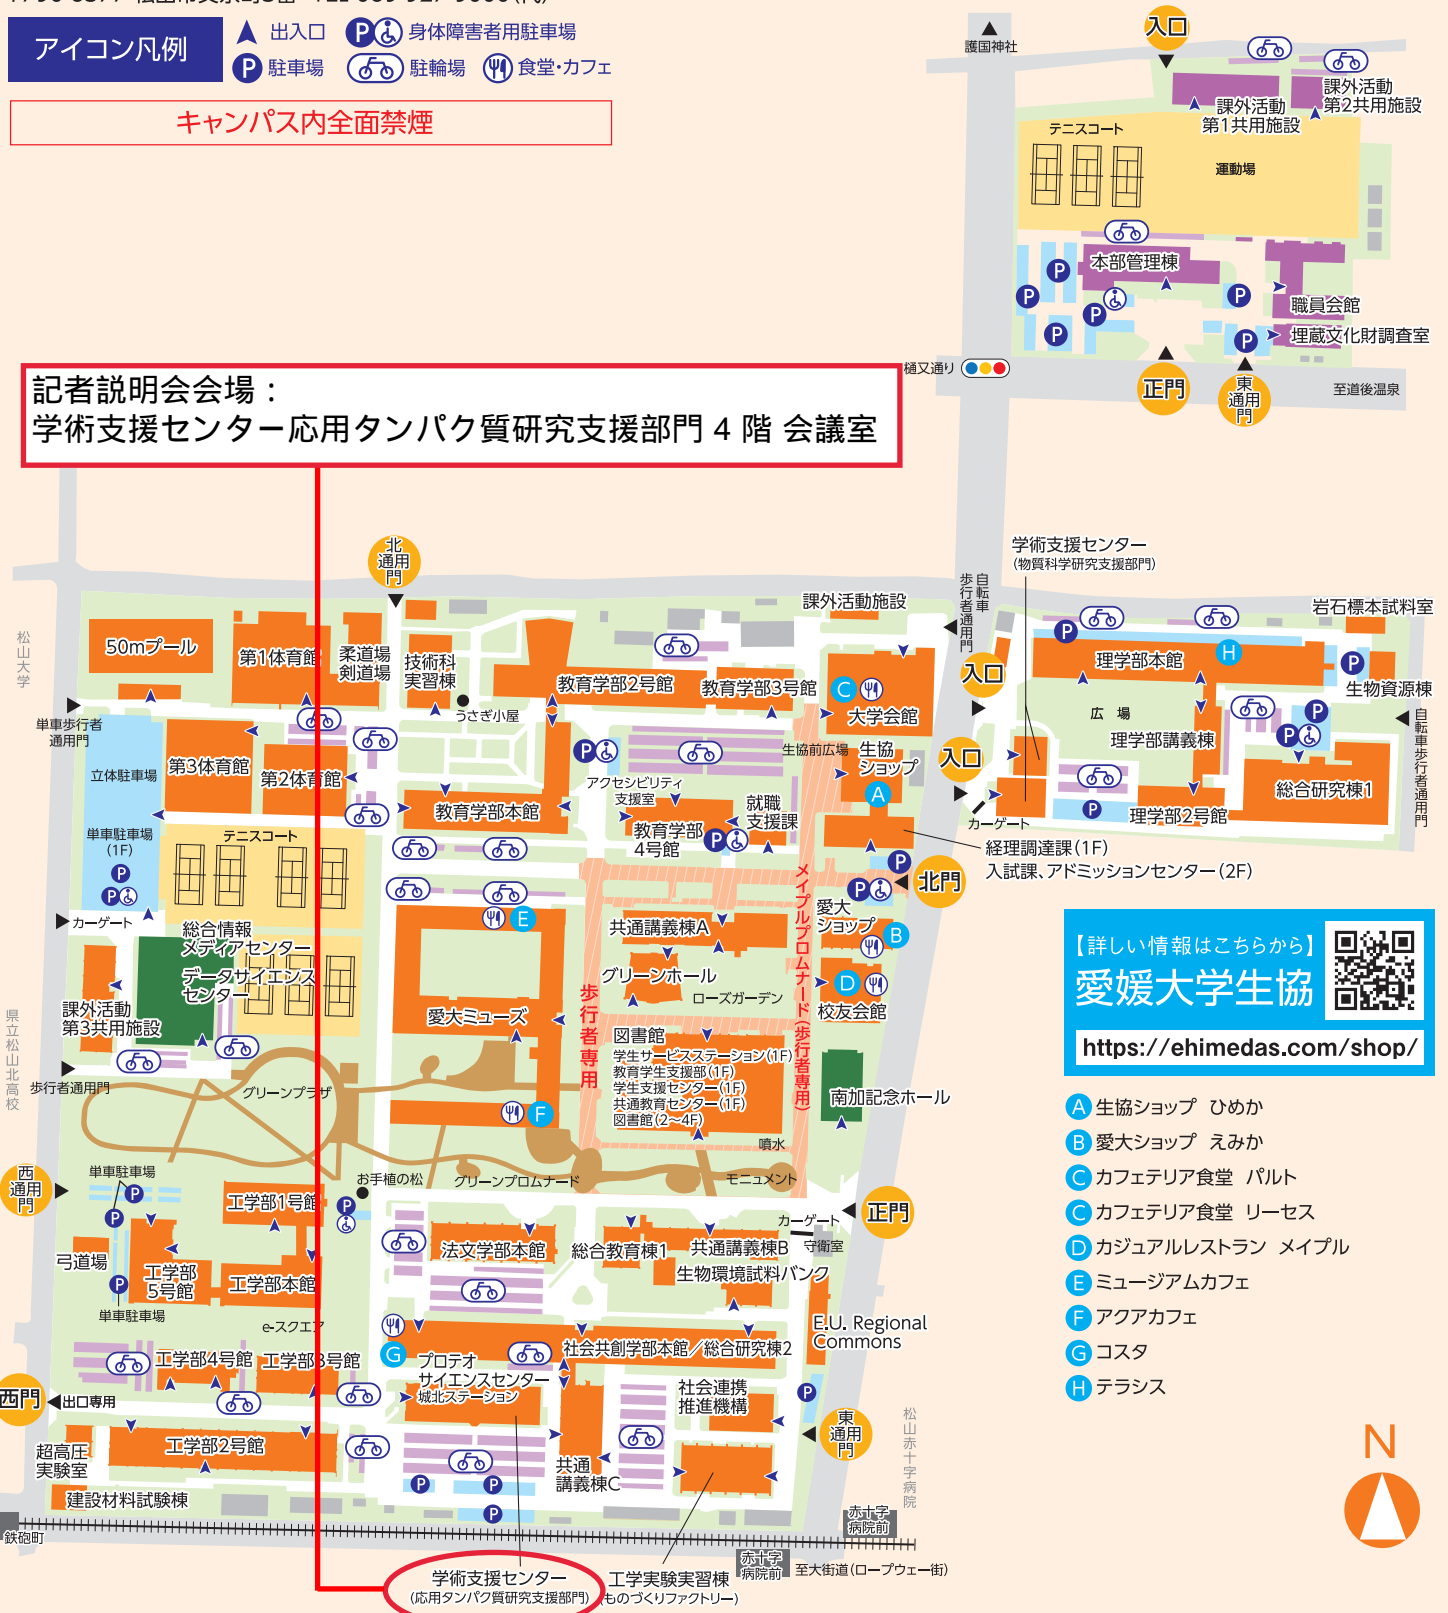 アイコン凡例
出入口
P 身体障害者用駐車場
P 駐車場
駐輪場
食堂・カフェ
キャンパス内全面禁煙
護国神社
入口
課外活動
第1共用施設
課外活動
第2共用施設
テニスコート
運動場
本部管理棟
P
P
P
P
P
P
職員会館
埋蔵文化財調査室
樋又通り
正門
東
通用
門
至道後温泉
記者説明会会場：
学術支援センター応用タンパク質研究支援部門 4 階 会議室
北
通用
門
学術支援センター
(物質科学研究支援部門)
自転車
歩行者通用門
課外活動施設
岩石標本試料室
松山大学
50mプール
第1体育館
柔道場
剣道場
技術科
実習棟
うさぎ小屋
教育学部2号館
教育学部3号館
C
大学会館
入口
P
理学部本館
H
P
生物資源棟
単車歩行者
通用門
立体駐車場
第3体育館
第2体育館
P
アクセシビリティ
支援室
生協前広場
生協
ショップ
A
入口
広 場
理学部講義棟
P
P
自転車歩行者通用門
教育学部本館
教育学部
4号館
P
就職
支援課
カーゲート
P
理学部2号館
総合研究棟1
経理調達課(1F)
入試課、アドミッションセンター(2F)
単車駐車場
(1F)
P
P
テニスコート
メイプルプロムナード(歩行者専用)
P
P
北門
カーゲート
総合情報
メディアセンター
データサイエンス
センター
E
共通講義棟A
愛大
ショップ
B
グリーンホール
ローズガーデン
D
校友会館
【詳しい情報はこちらから】
愛媛大学生協
https://ehimedas.com/shop/
課外活動
第3共用施設
愛大ミューズ
歩行者専用
図書館
学生サービスステーション(1F)
教育学生支援部(1F)
学生支援センター(1F)
共通教育センター(1F)
図書館(2〜4F)
県立松山北高校
歩行者通用門
グリーンプラザ
F
南加記念ホール
噴水
A 生協ショップ ひめか
B 愛大ショップ えみか
C カフェテリア食堂 パルト
C カフェテリア食堂 リーセス
D カジュアルレストラン メイプル
E ミュージアムカフェ
F アクアカフェ
G コスタ
H テラシス
西
通用
門
単車駐車場
P
P
工学部1号館
P
お手植の松
グリーンプロムナード
モニュメント
カーゲート
正門
守衛室
弓道場
工学部
5号館
工学部本館
P
単車駐車場
法文学部本館
総合教育棟1
共通講義棟B
生物環境試料バンク
e-スクエア
E.U. Regional
Commons
G
プロテオ
サイエンスセンター
城北ステーション
社会共創学部本館／総合研究棟2
工学部4号館
工学部3号館
社会連携
推進機構
P
西門
出口専用
東
通用
門
松山赤十字病院
超高圧
実験室
工学部2号館
共通
講義棟C
P
P
P
建設材料試験棟
鉄砲町
赤十字
病院前
赤十字
病院前
至大街道(ロープウェー街)
学術支援センター
(応用タンパク質研究支援部門)
工学実験実習棟
(ものづくりファクトリー)
N